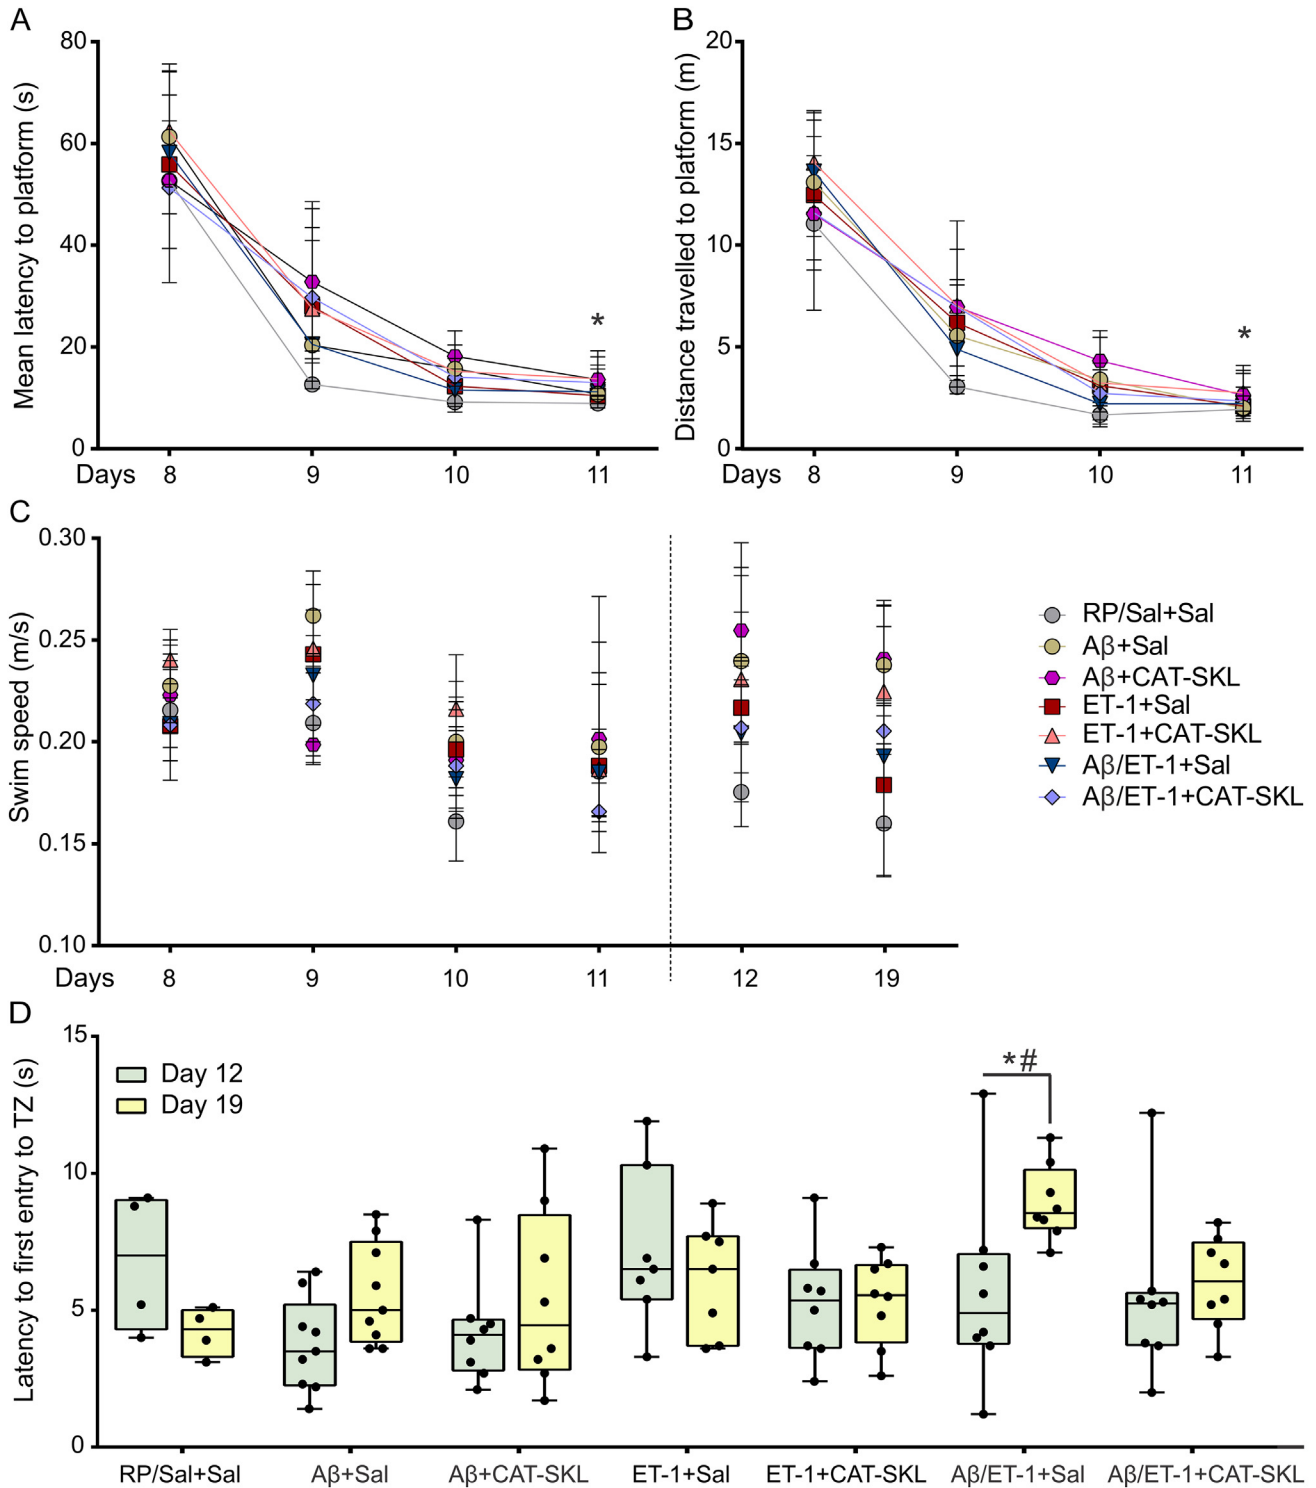 A
Mean latency to platform (s)
80
60
40
20
0
*
Days 8 9 10 11
B
Distance travelled to platform (m)
20
15
10
5
0
*
Days 8 9 10 11
C
Swim speed (m/s)
0.30
0.25
0.20
0.15
0.10
Days 8 9 10 11 12 19
RP/Sal+Sal
Aβ+Sal
Aβ+CAT-SKL
ET-1+Sal
ET-1+CAT-SKL
Aβ/ET-1+Sal
Aβ/ET-1+CAT-SKL
D
Latency to first entry to TZ (s)
15
10
5
0
Day 12
Day 19
*#
RP/Sal+Sal Aβ+Sal Aβ+CAT-SKL ET-1+Sal ET-1+CAT-SKL Aβ/ET-1+Sal Aβ/ET-1+CAT-SKL